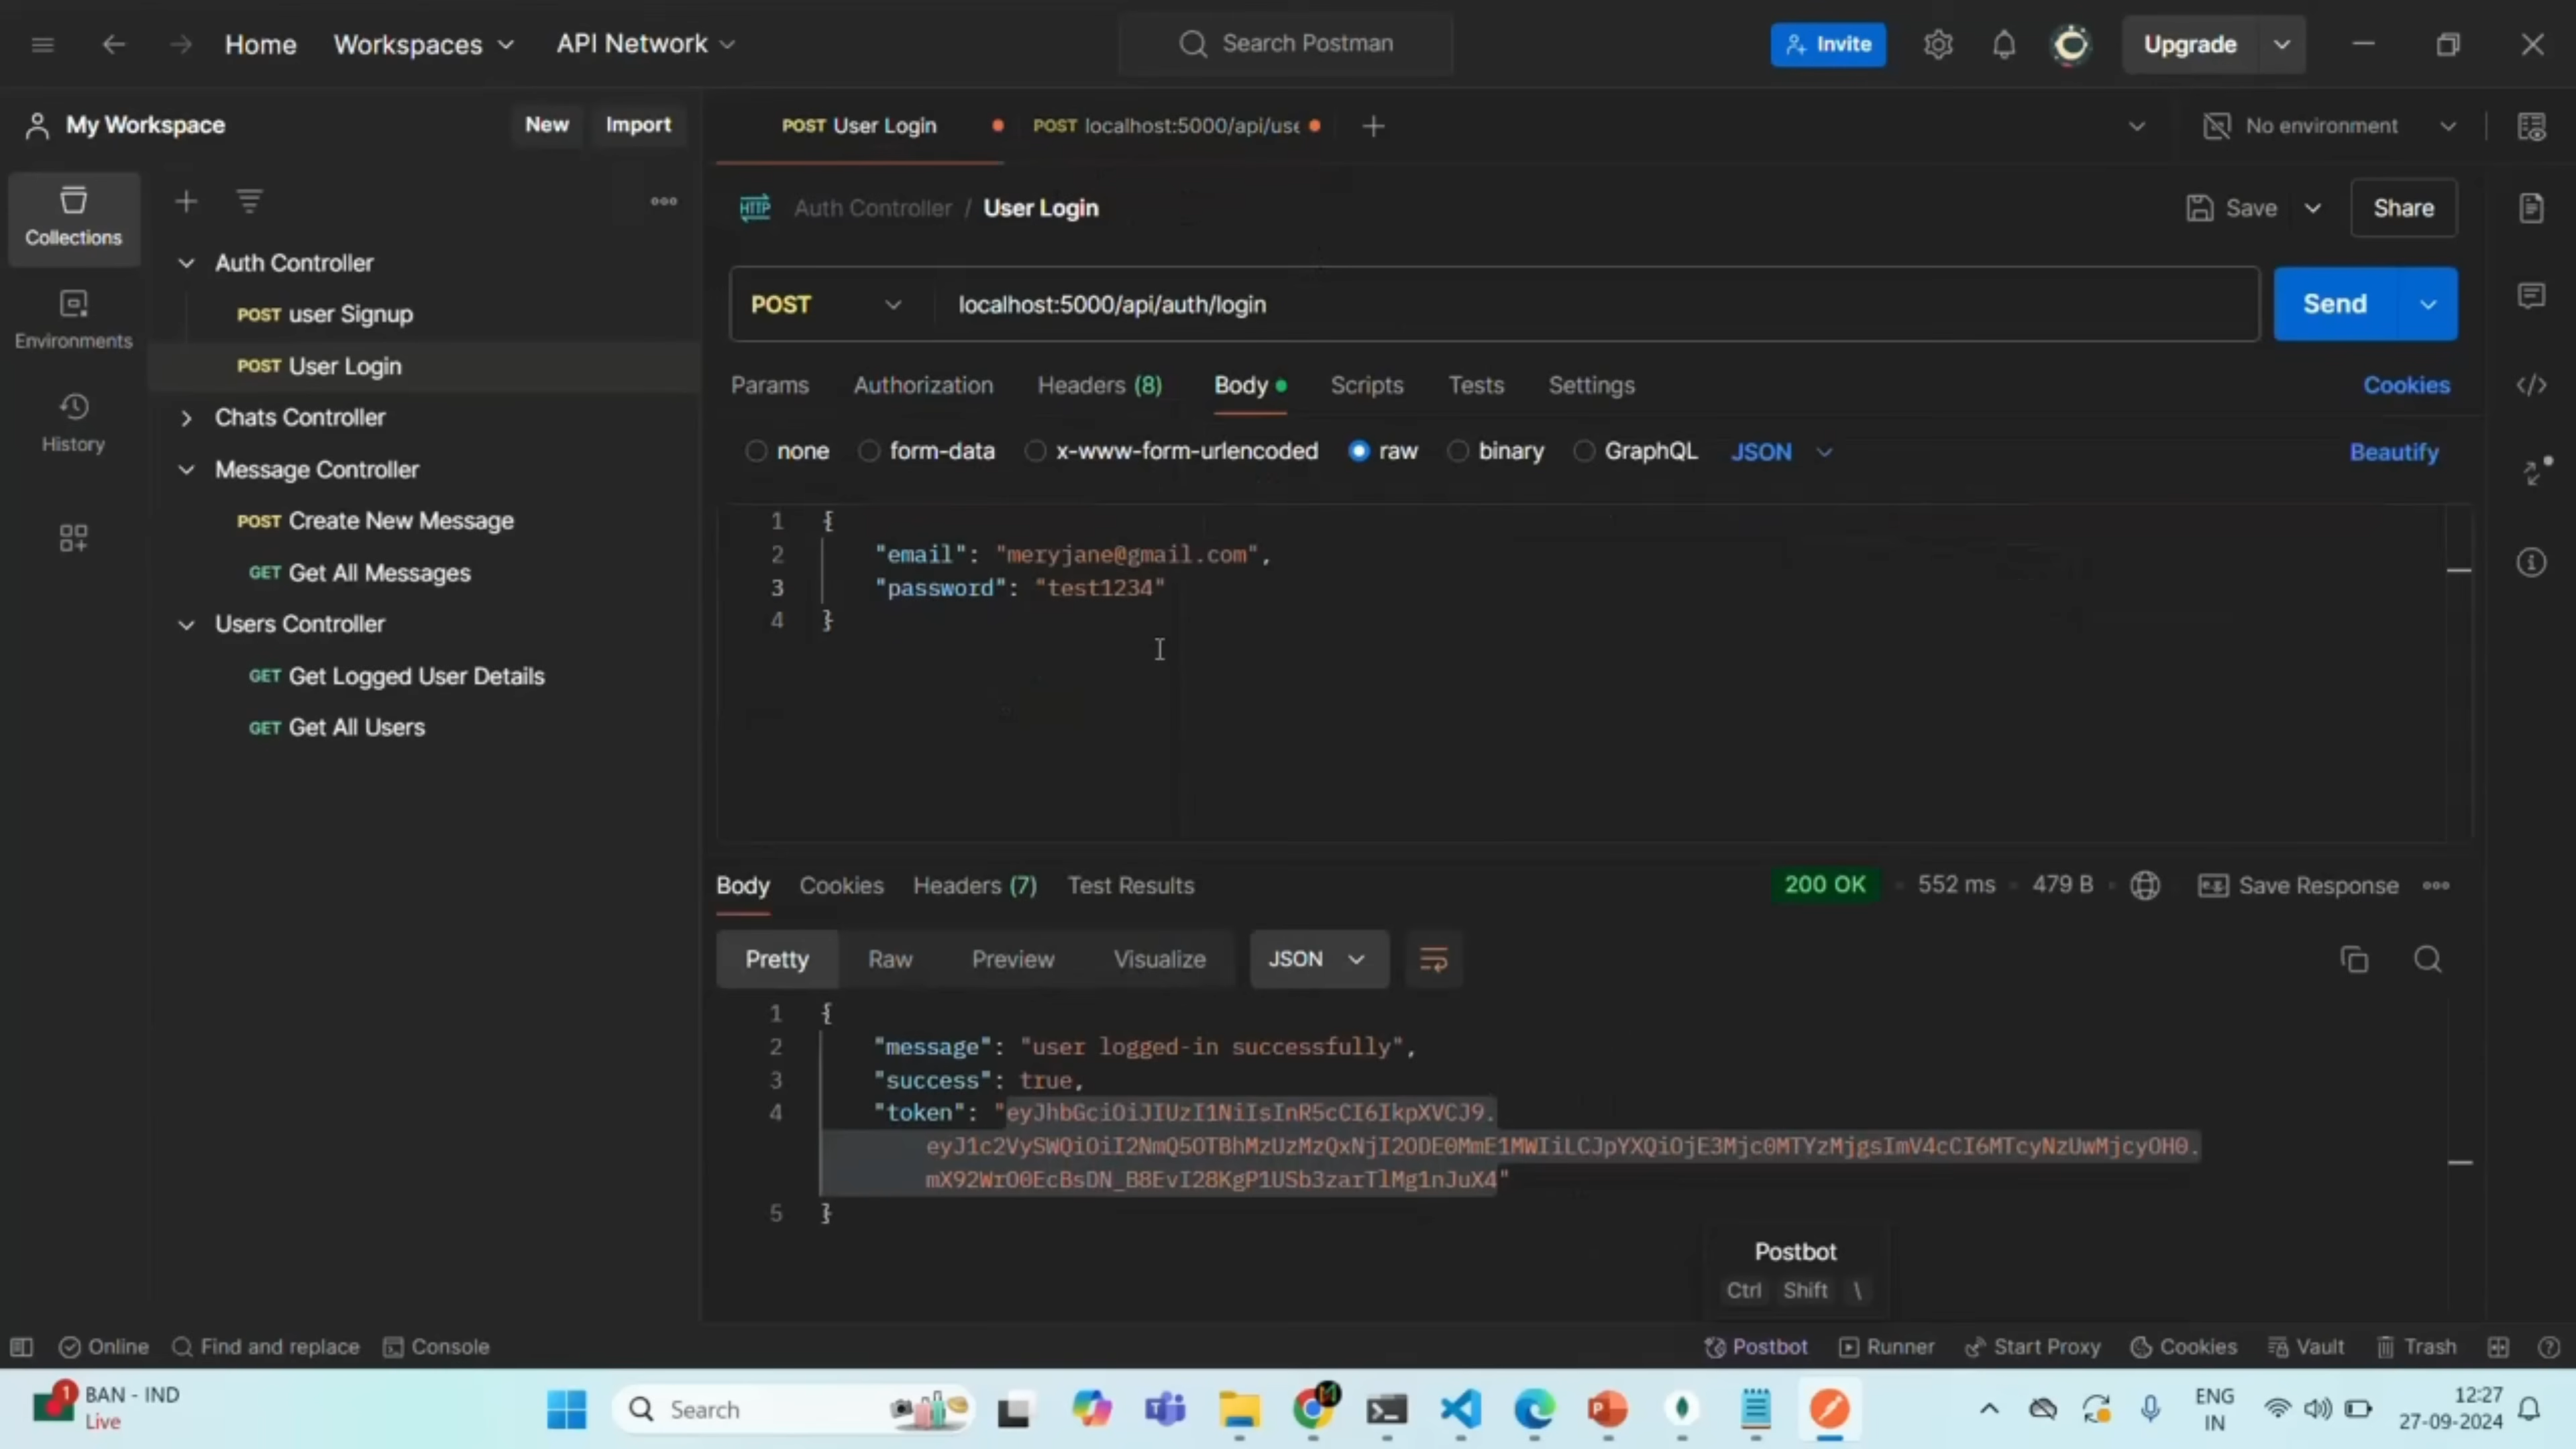 Home Workspaces API Network Search Postman Invite Upgrade
My Workspace New Import POST User Login POST localhost:5000/api/use No environment
Collections
Environments
History
Auth Controller
POST user Signup
POST User Login
Chats Controller
Message Controller
POST Create New Message
GET Get All Messages
Users Controller
GET Get Logged User Details
GET Get All Users
HTTP Auth Controller / User Login Save Share
POST localhost:5000/api/auth/login Send
Params Authorization Headers (8) Body Scripts Tests Settings Cookies
none form-data x-www-form-urlencoded raw binary GraphQL JSON Beautify
1 {
2 "email": "meryjane@gmail.com",
3 "password": "test1234"
4 }
Body Cookies Headers (7) Test Results 200 OK 552 ms 479 B e.g. Save Response
Pretty Raw Preview Visualize JSON
1 {
2 "message": "user logged-in successfully",
3 "success": true,
4 "token": "eyJhbGciOiJIUzI1NiIsInR5cCI6IkpXVCJ9.
eyJ1c2VySWQiOiI2NmQ5OTBhMzUzMzQxNjI2ODE0MmE1MWIiLCJpYXQiOjE3Mjc0MTYzMjgsImV4cCI6MTcyNzUwMjcyOH0.
mX92WrO0EcBsDN_B8EvI28KgP1USb3zarTlMg1nJuX4"
5 }
Postbot
Ctrl Shift \
Online Find and replace Console Postbot Runner Start Proxy Cookies Vault Trash
1 BAN - IND
Live
Search
ENG
IN
12:27
27-09-2024